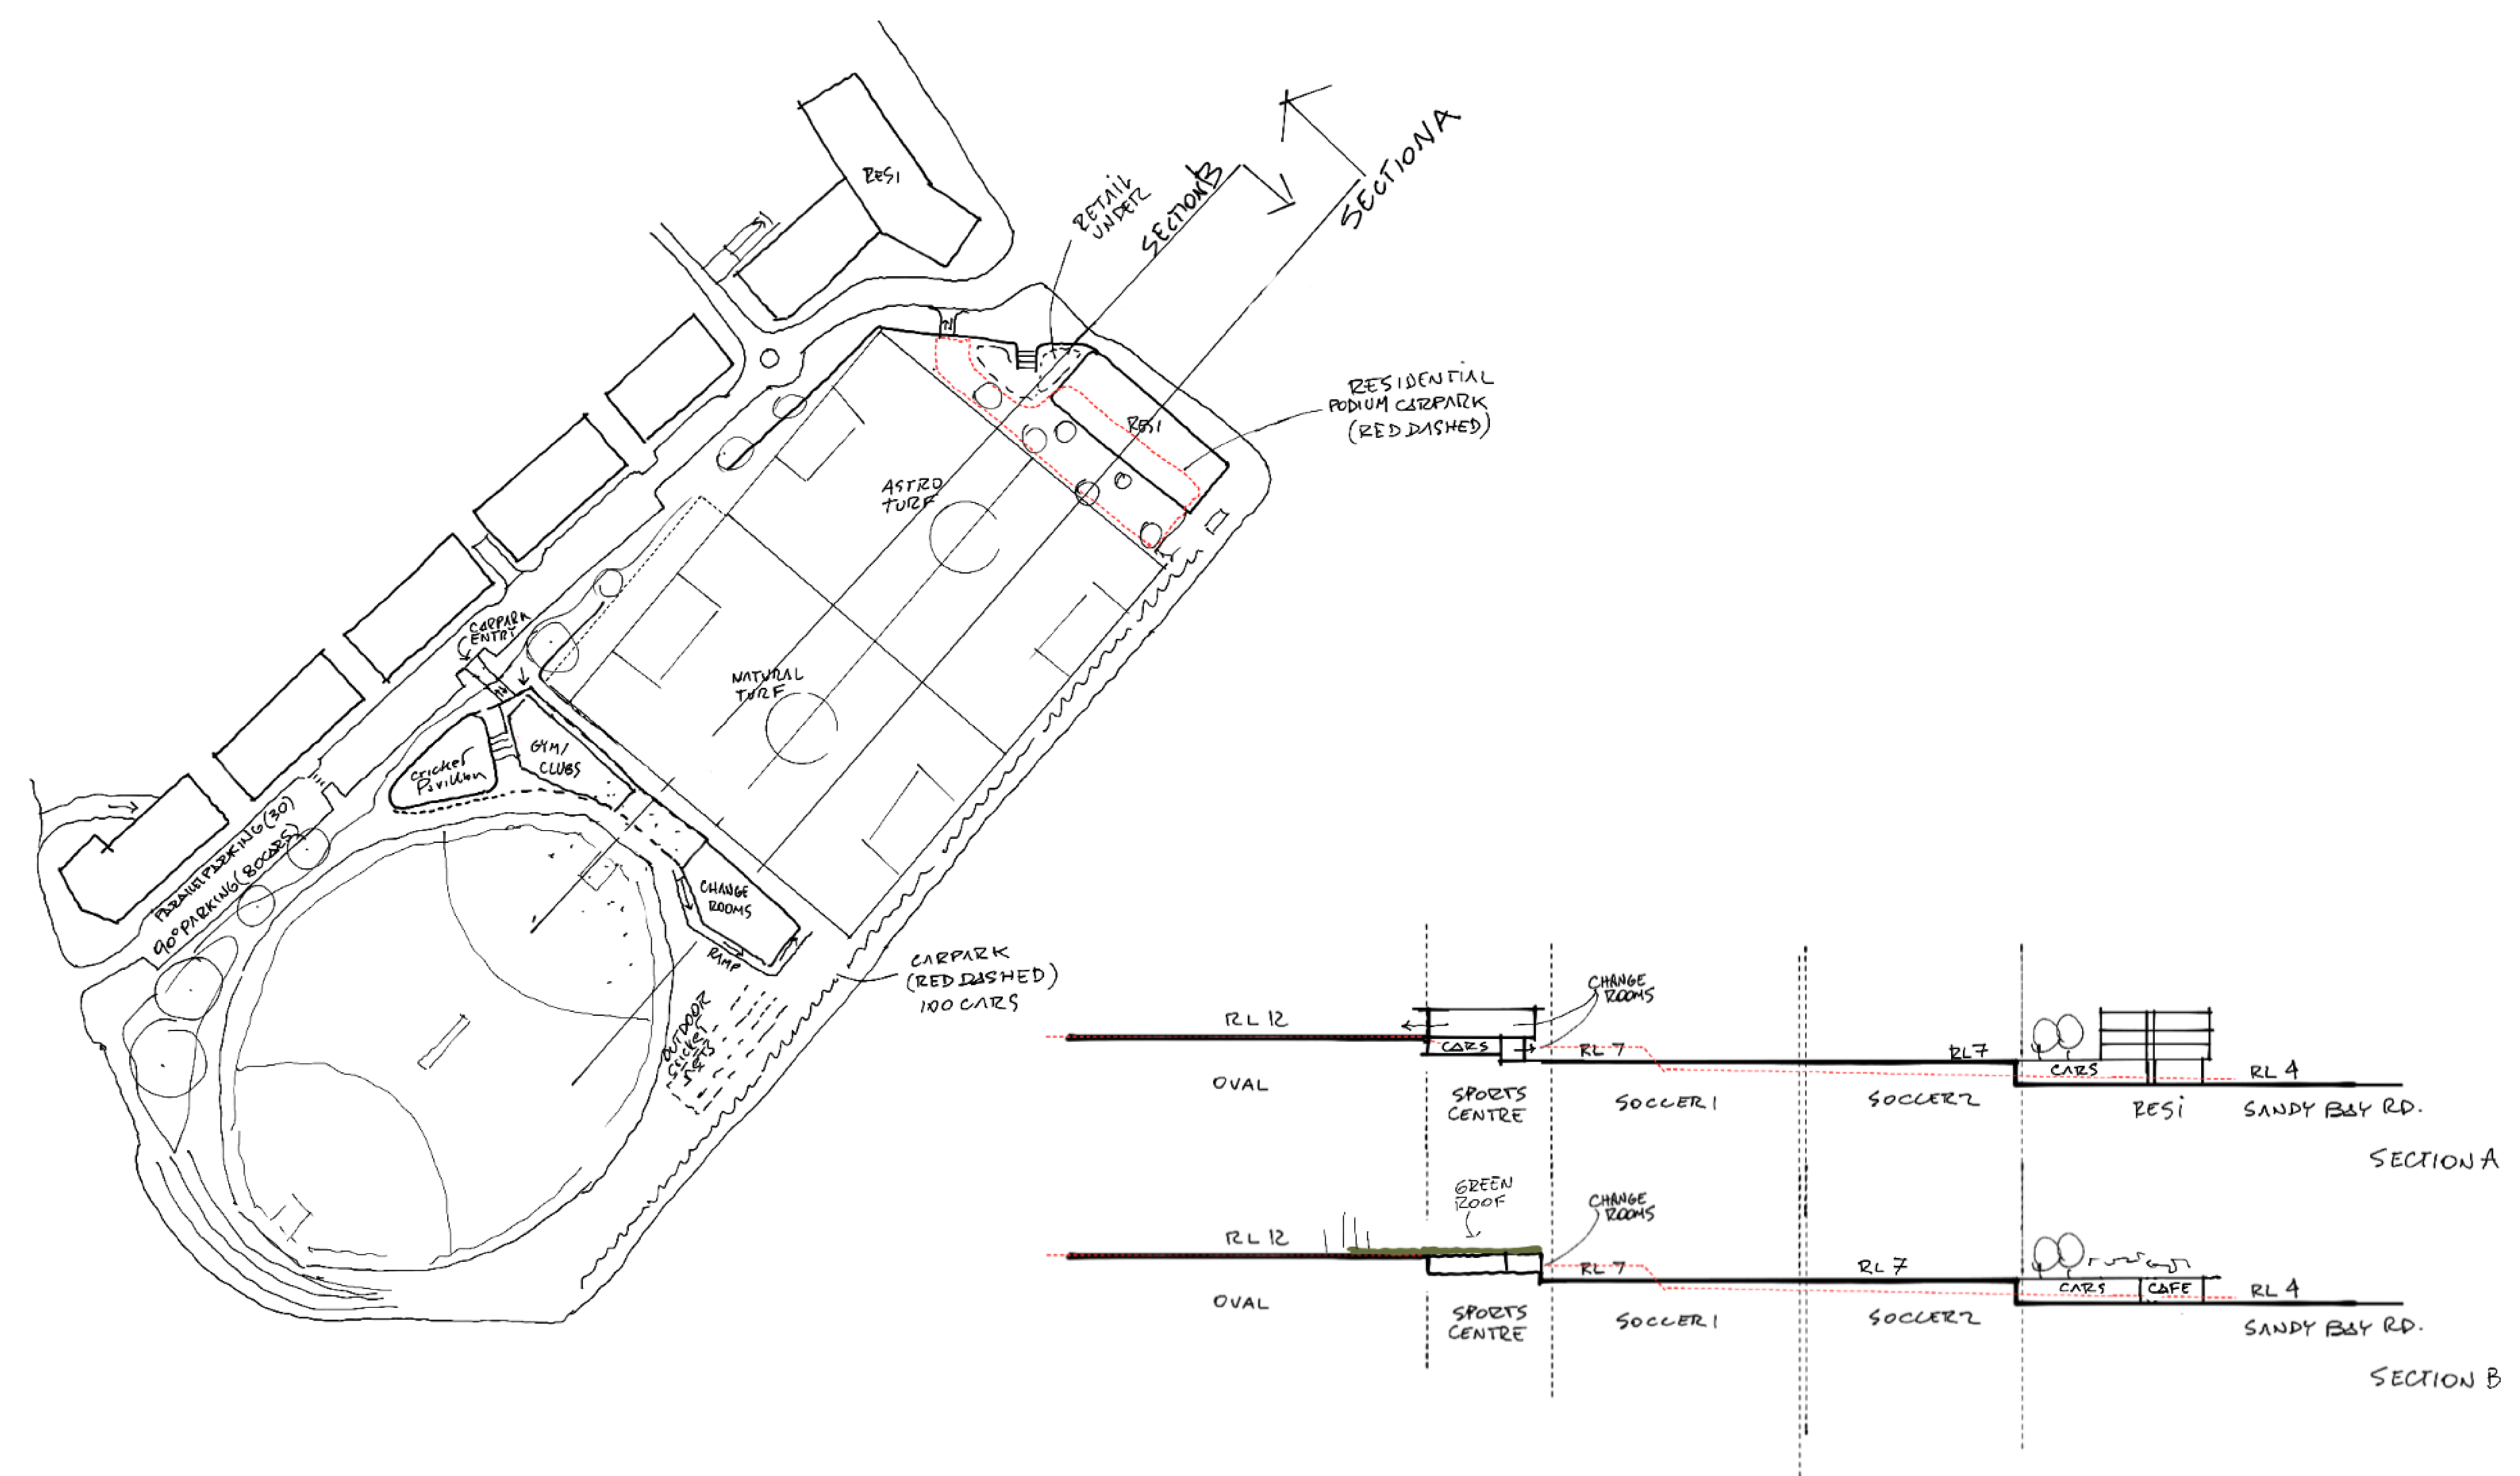 RESI
RETAIL
UNDER
SECTION B
SECTION A
RESIDENTIAL
PODIUM CARPARK
(RED DASHED)
RESI
ASTRO
TURF
CARPARK
ENTRY
NATURAL
TURF
GYM/
CLUBS
Cricket
Pavillion
PARALLEL PARKING (30)
90° PARKING (80 CARS)
CHANGE
ROOMS
RAMP
CARPARK
(RED DASHED)
100 CARS
OUTDOOR
CRICKET
NETS
CHANGE
ROOMS
RL 12
CARS
RL 7
RL 7
CARS
RL 4
OVAL
SPORTS
CENTRE
SOCCER 1
SOCCER 2
RESI
SANDY BAY RD.
SECTION A
GREEN
ROOF
CHANGE
ROOMS
RL 12
RL 7
RL 7
CARS
CAFE
RL 4
OVAL
SPORTS
CENTRE
SOCCER 1
SOCCER 2
SANDY BAY RD.
SECTION B